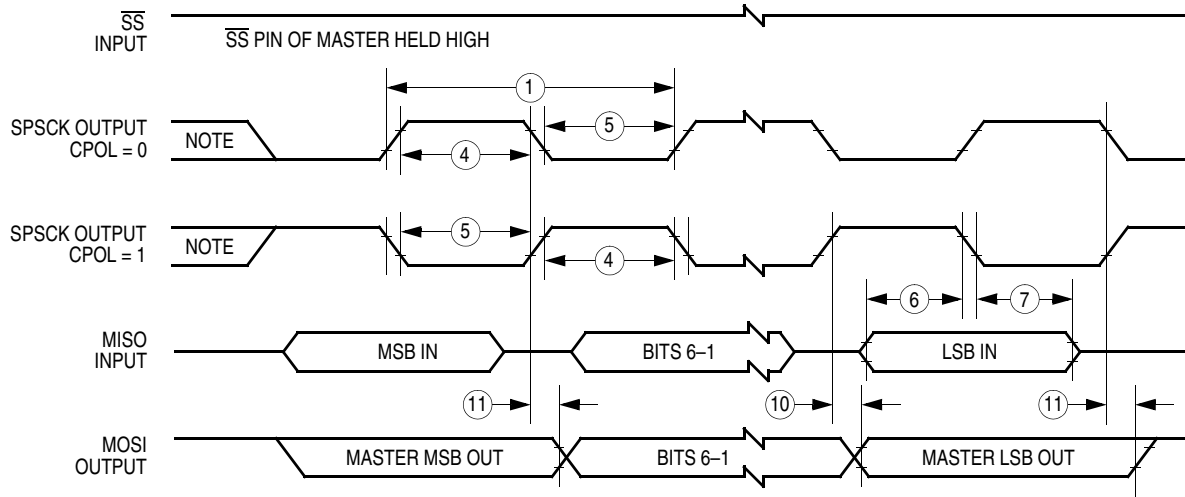 SS
INPUT
SS PIN OF MASTER HELD HIGH
1
SPSCK OUTPUT
CPOL = 0
NOTE
5
4
SPSCK OUTPUT
CPOL = 1
NOTE
5
4
6
7
MISO
INPUT
MSB IN
BITS 6–1
LSB IN
11
10
11
MOSI
OUTPUT
MASTER MSB OUT
BITS 6–1
MASTER LSB OUT